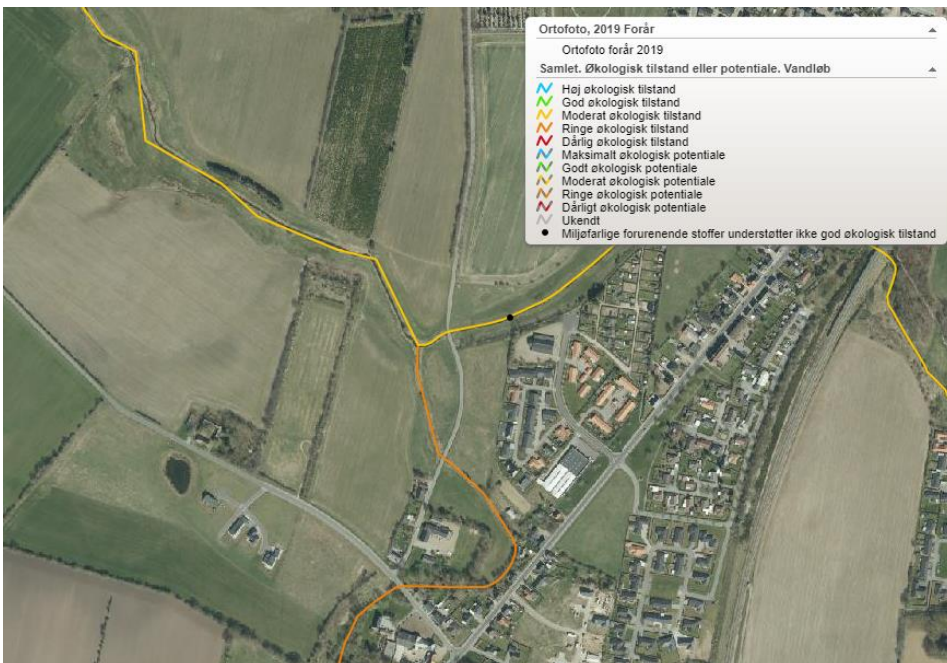 Ortofoto, 2019 Forår
Ortofoto forår 2019
Samlet. Økologisk tilstand eller potentiale. Vandløb
Høj økologisk tilstand
God økologisk tilstand
Moderat økologisk tilstand
Ringe økologisk tilstand
Dårlig økologisk tilstand
Maksimalt økologisk potentiale
Godt økologisk potentiale
Moderat økologisk potentiale
Ringe økologisk potentiale
Dårligt økologisk potentiale
Ukendt
Miljøfarlige forurenende stoffer understøtter ikke god økologisk tilstand